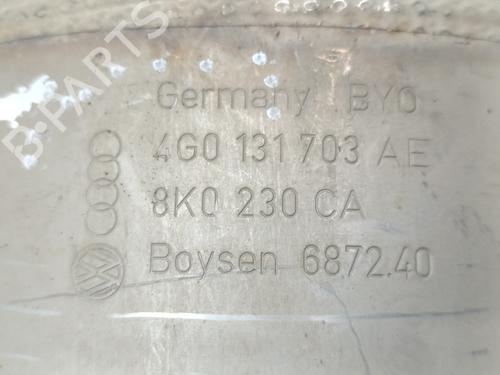 Germany BYO
4G0 131 703 AE
8K0 230 CA
Boysen 6872.40
B-PARTS